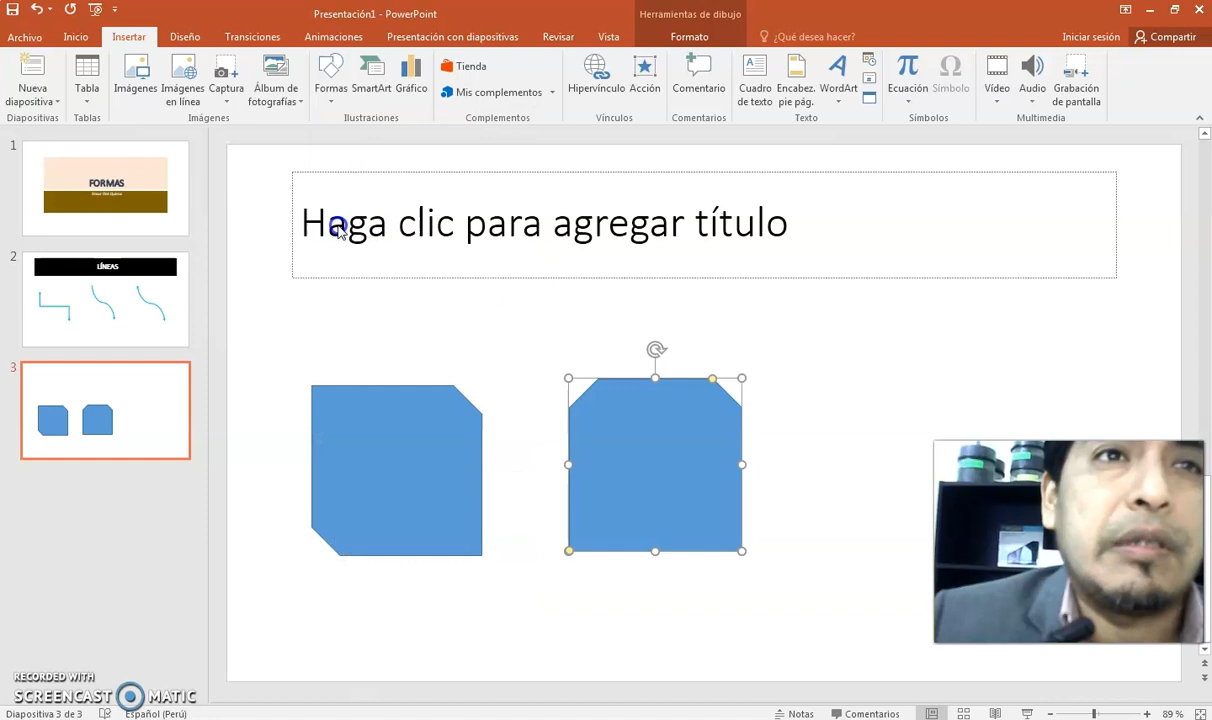 Presentación1 - PowerPoint
Herramientas de dibujo
Archivo
Inicio
Insertar
Diseño
Transiciones
Animaciones
Presentación con diapositivas
Revisar
Vista
Formato
¿Qué desea hacer?
Iniciar sesión
Compartir
Nueva diapositiva
Tabla
Imágenes
Imágenes en línea
Captura
Álbum de fotografías
Formas
SmartArt
Gráfico
Tienda
Mis complementos
Hipervínculo
Acción
Comentario
Cuadro de texto
Encabez. pie pág.
WordArt
Ecuación
Símbolo
Vídeo
Audio
Grabación de pantalla
Diapositivas
Tablas
Imágenes
Ilustraciones
Complementos
Vínculos
Comentarios
Texto
Símbolos
Multimedia
1
FORMAS
2
LÍNEAS
3
Haga clic para agregar título
RECORDED WITH
SCREENCAST MATIC
Diapositiva 3 de 3
Español (Perú)
Notas
Comentarios
89 %